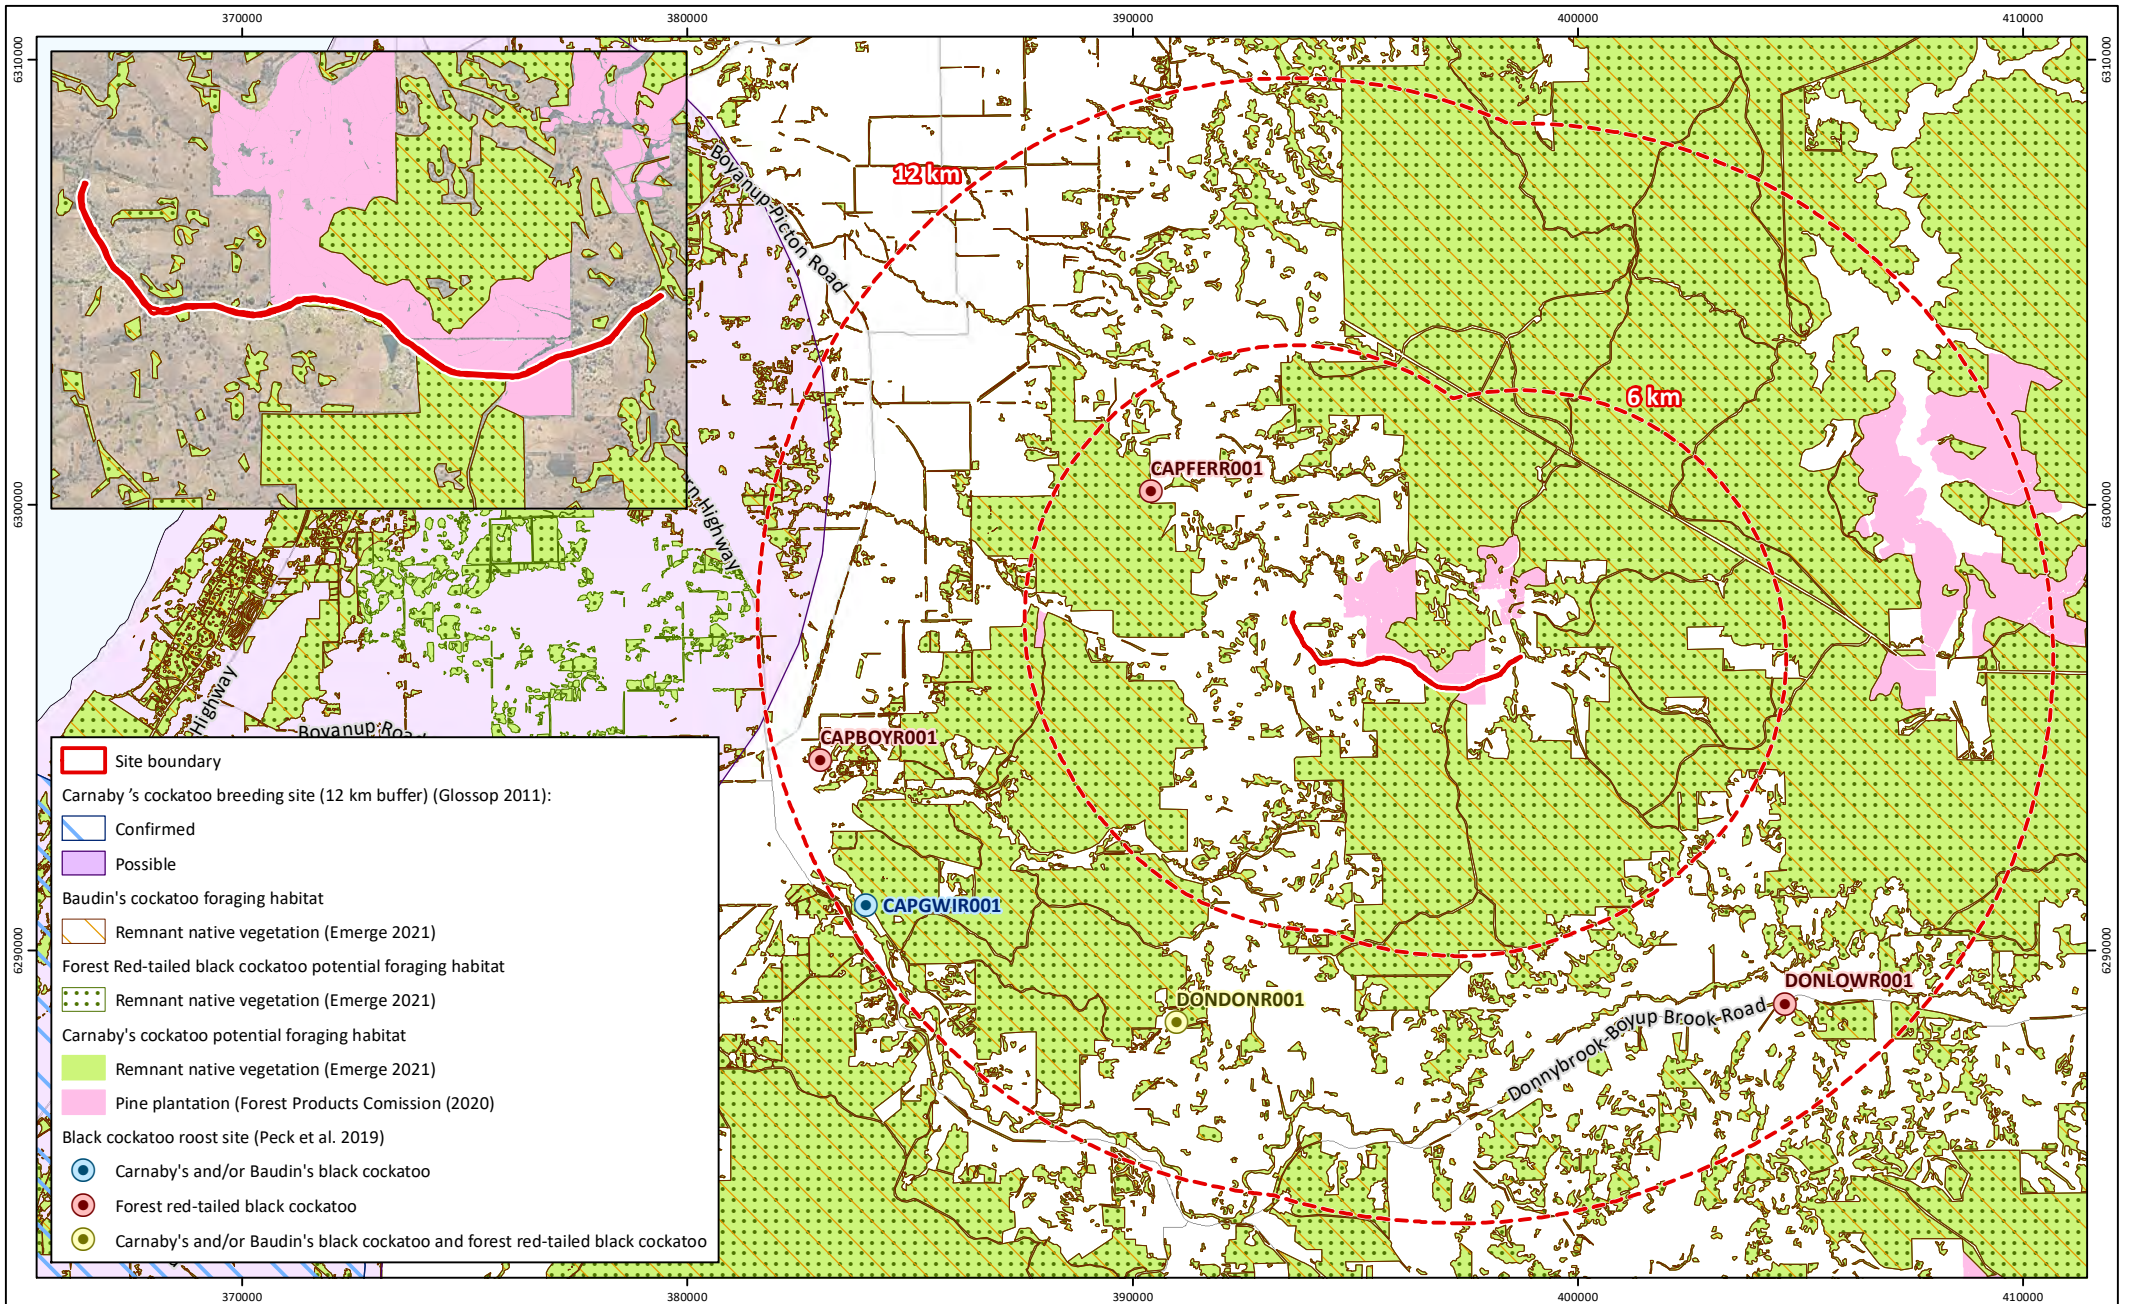 370000
380000
390000
400000
410000
6310000
6310000
12 km
Boyanup-Picton Road
6 km
CAPFERR001
6300000
6300000
rn Highway
Highway
Boyanup Road
CAPBOYR001
CAPGWIR001
DONDONR001
DONLOWR001
Donnybrook-Boyup Brook-Road
6290000
6290000
Site boundary
Carnaby 's cockatoo breeding site (12 km buffer) (Glossop 2011):
Confirmed
Possible
Baudin's cockatoo foraging habitat
Remnant native vegetation (Emerge 2021)
Forest Red-tailed black cockatoo potential foraging habitat
Remnant native vegetation (Emerge 2021)
Carnaby's cockatoo potential foraging habitat
Remnant native vegetation (Emerge 2021)
Pine plantation (Forest Products Comission (2020)
Black cockatoo roost site (Peck et al. 2019)
Carnaby's and/or Baudin's black cockatoo
Forest red-tailed black cockatoo
Carnaby's and/or Baudin's black cockatoo and forest red-tailed black cockatoo
370000
380000
390000
400000
410000